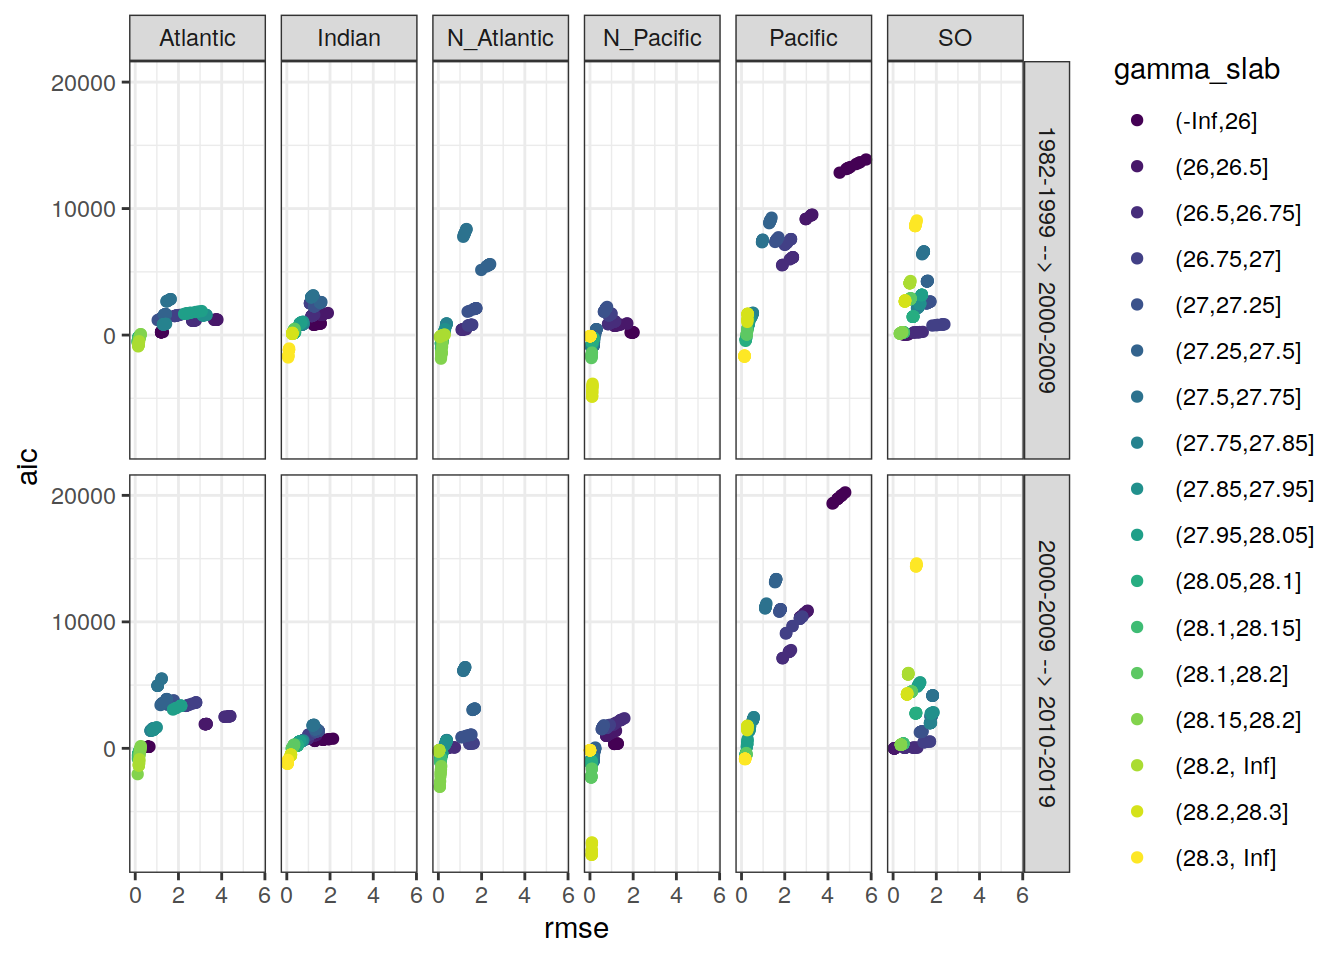 Atlantic Indian N_Atlantic N_Pacific Pacific SO
gamma_slab
(-Inf,26]
(26,26.5]
(26.5,26.75]
(26.75,27]
(27,27.25]
(27.25,27.5]
(27.5,27.75]
(27.75,27.85]
(27.85,27.95]
(27.95,28.05]
(28.05,28.1]
(28.1,28.15]
(28.1,28.2]
(28.15,28.2]
(28.2, Inf]
(28.2,28.3]
(28.3, Inf]
20000
10000
0
1982-1999 --> 2000-2009
aic
20000
10000
0
2000-2009 --> 2010-2019
0 2 4 6 0 2 4 6 0 2 4 6 0 2 4 6 0 2 4 6 0 2 4 6
rmse